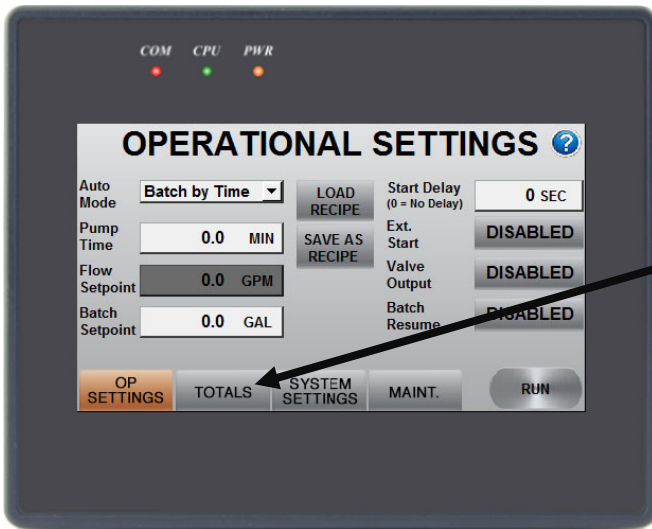 COM CPU PWR
OPERATIONAL SETTINGS ?
Auto
Mode
Batch by Time
LOAD
RECIPE
Start Delay
(0 = No Delay)
0 SEC
Pump
Time
0.0 MIN
SAVE AS
RECIPE
Ext.
Start
DISABLED
Flow
Setpoint
0.0 GPM
Valve
Output
DISABLED
Batch
Setpoint
0.0 GAL
Batch
Resume
DISABLED
OP
SETTINGS
TOTALS
SYSTEM
SETTINGS
MAINT.
RUN